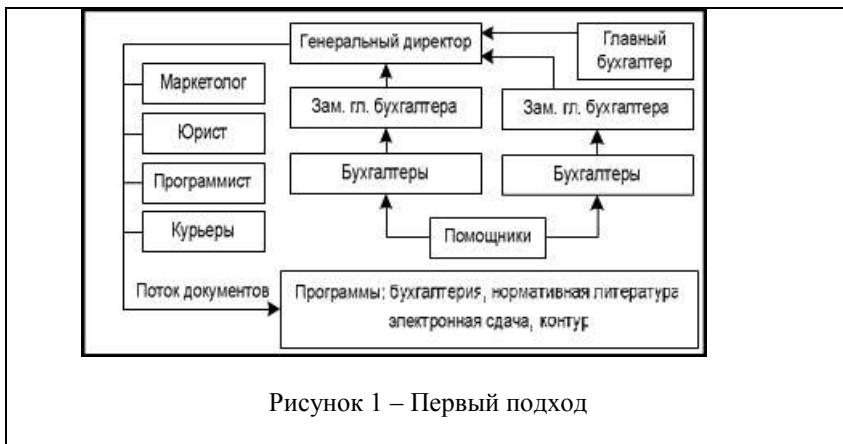 Генеральный директор
Главный
бухгалтер
Маркетолог
Зам. гл. бухгалтера
Зам. гл. бухгалтера
Юрист
Бухгалтеры
Бухгалтеры
Программист
Курьеры
Помощники
Поток документов
Программы: бухгалтерия, нормативная литература
электронная сдача, контур
Рисунок 1 – Первый подход